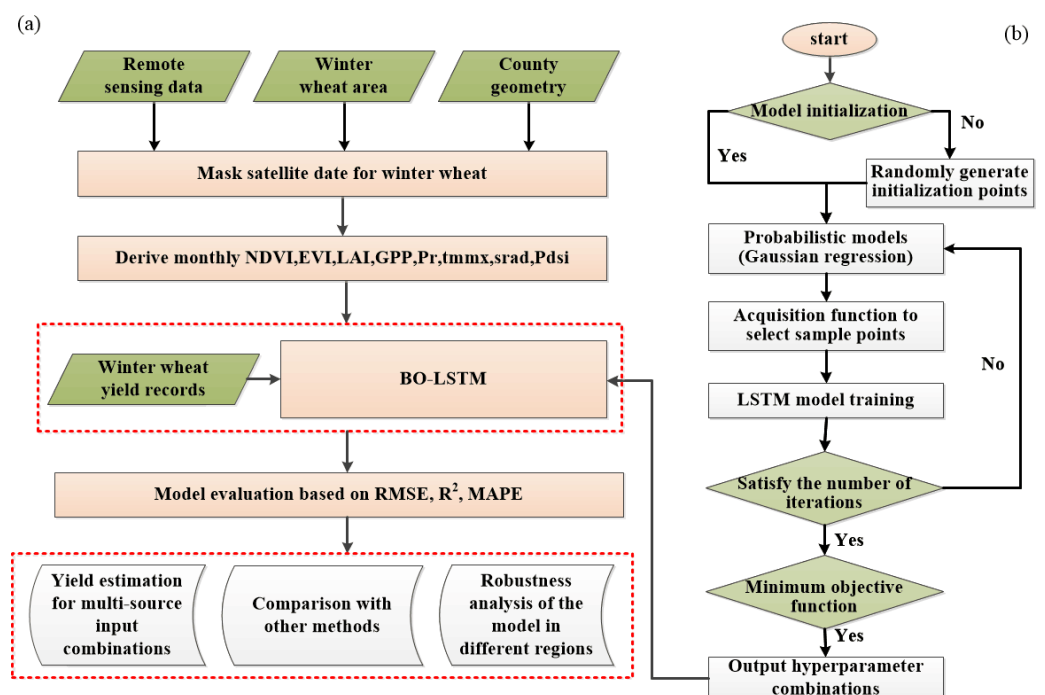 (a)
Remote
sensing data
Winter
wheat area
County
geometry
Mask satellite date for winter wheat
Derive monthly NDVI,EVI,LAI,GPP,Pr,tmmx,srad,Pdsi
Winter wheat
yield records
BO-LSTM
Model evaluation based on RMSE, R², MAPE
Yield estimation
for multi-source
input
combinations
Comparison with
other methods
Robustness
analysis of the
model in
different regions
(b)
start
Model initialization
No
Yes
Randomly generate
initialization points
Probabilistic models
(Gaussian regression)
Acquisition function to
select sample points
No
LSTM model training
Satisfy the number of
iterations
Yes
Minimum objective
function
Yes
Output hyperparameter
combinations